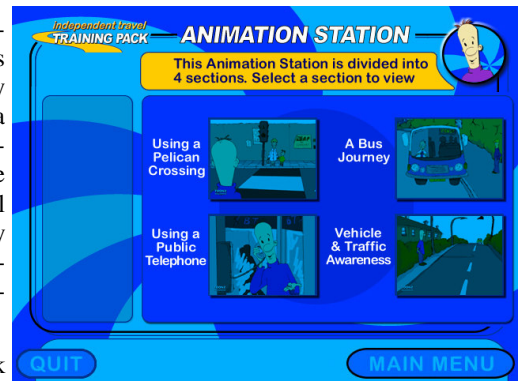 independent travel
TRAINING PACK
ANIMATION STATION
This Animation Station is divided into
4 sections. Select a section to view
Using a
Pelican
Crossing
A Bus
Journey
Using a
Public
Telephone
Vehicle
& Traffic
Awareness
QUIT
MAIN MENU